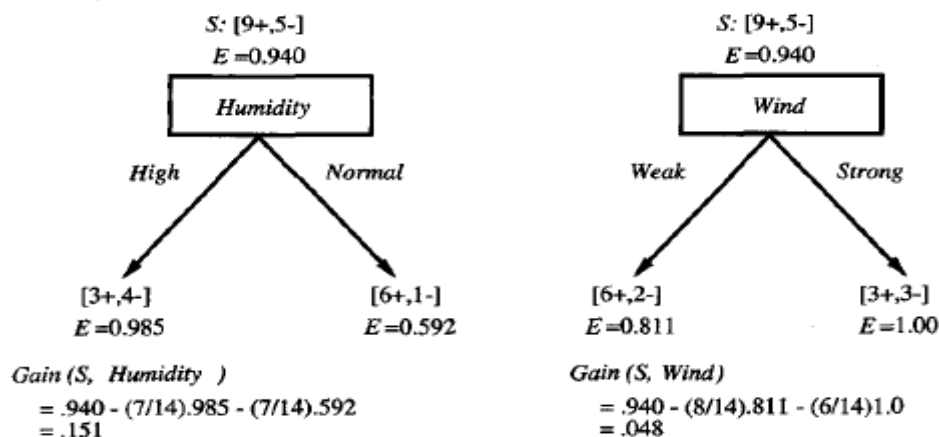 S: [9+,5-]
E =0.940
Humidity
High
Normal
[3+,4-]
E =0.985
[6+,1-]
E =0.592
Gain (S, Humidity )
= .940 - (7/14).985 - (7/14).592
= .151
S: [9+,5-]
E =0.940
Wind
Weak
Strong
[6+,2-]
E =0.811
[3+,3-]
E =1.00
Gain (S, Wind)
= .940 - (8/14).811 - (6/14)1.0
= .048